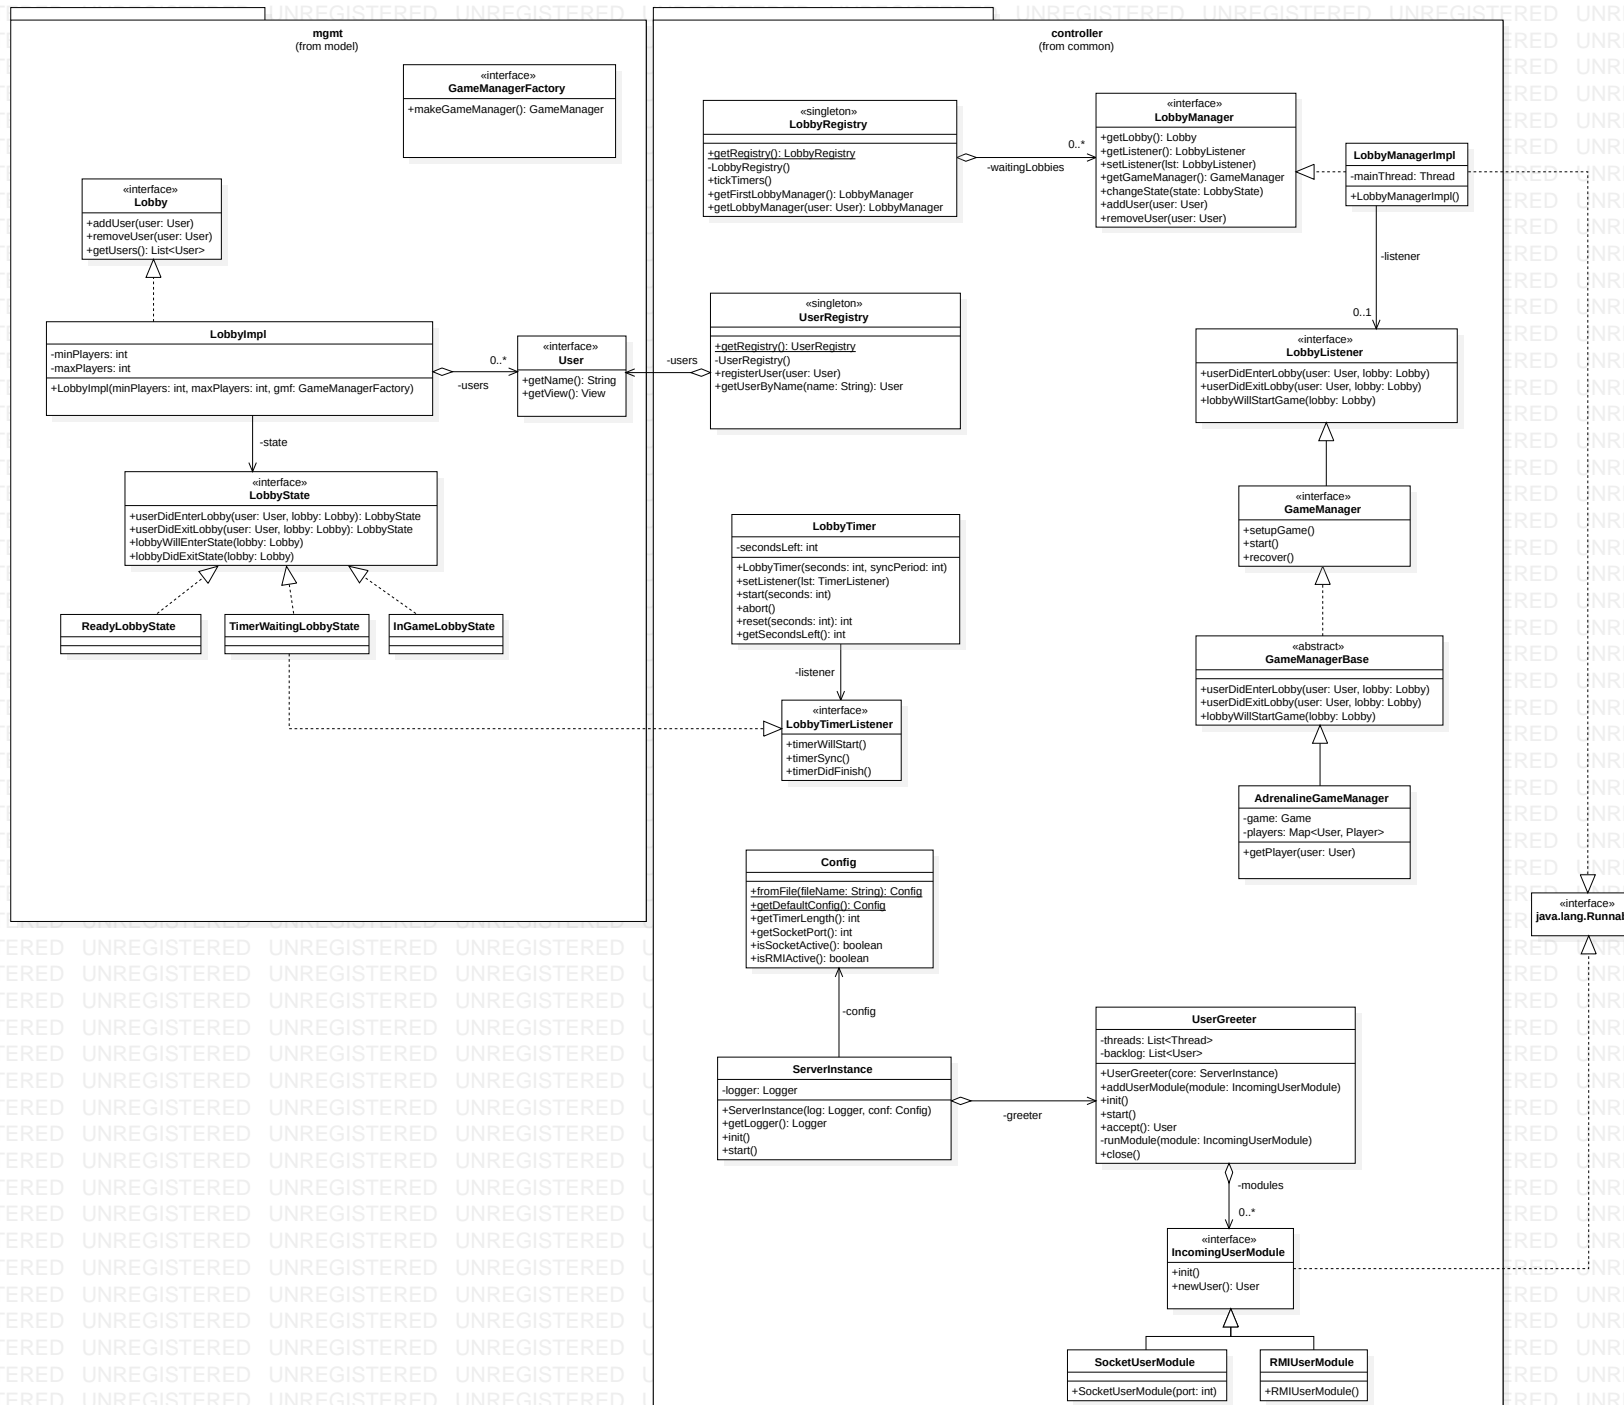 mgmt
(from model)
«interface»
GameManagerFactory
+makeGameManager(): GameManager
«interface»
Lobby
+addUser(user: User)
+removeUser(user: User)
+getUsers(): List<User>
LobbyImpl
-minPlayers: int
-maxPlayers: int
+LobbyImpl(minPlayers: int, maxPlayers: int, gmf: GameManagerFactory)
0..*
-users
«interface»
User
+getName(): String
+getView(): View
-state
«interface»
LobbyState
+userDidEnterLobby(user: User, lobby: Lobby): LobbyState
+userDidExitLobby(user: User, lobby: Lobby): LobbyState
+lobbyWillEnterState(lobby: Lobby)
+lobbyDidExitState(lobby: Lobby)
ReadyLobbyState
TimerWaitingLobbyState
InGameLobbyState
controller
(from common)
«singleton»
LobbyRegistry
+getRegistry(): LobbyRegistry
-LobbyRegistry()
+tickTimers()
+getFirstLobbyManager(): LobbyManager
+getLobbyManager(user: User): LobbyManager
0..*
-waitingLobbies
«interface»
LobbyManager
+getLobby(): Lobby
+getListener(): LobbyListener
+setListener(lst: LobbyListener)
+getGameManager(): GameManager
+changeState(state: LobbyState)
+addUser(user: User)
+removeUser(user: User)
LobbyManagerImpl
-mainThread: Thread
+LobbyManagerImpl()
-listener
0..1
«singleton»
UserRegistry
+getRegistry(): UserRegistry
-UserRegistry()
+registerUser(user: User)
+getUserByName(name: String): User
-users
«interface»
LobbyListener
+userDidEnterLobby(user: User, lobby: Lobby)
+userDidExitLobby(user: User, lobby: Lobby)
+lobbyWillStartGame(lobby: Lobby)
«interface»
GameManager
+setupGame()
+start()
+recover()
LobbyTimer
-secondsLeft: int
+LobbyTimer(seconds: int, syncPeriod: int)
+setListener(lst: TimerListener)
+start(seconds: int)
+abort()
+reset(seconds: int): int
+getSecondsLeft(): int
-listener
«interface»
LobbyTimerListener
+timerWillStart()
+timerSync()
+timerDidFinish()
«abstract»
GameManagerBase
+userDidEnterLobby(user: User, lobby: Lobby)
+userDidExitLobby(user: User, lobby: Lobby)
+lobbyWillStartGame(lobby: Lobby)
AdrenalineGameManager
-game: Game
-players: Map<User, Player>
+getPlayer(user: User)
Config
+fromFile(fileName: String): Config
+getDefaultConfig(): Config
+getTimerLength(): int
+getSocketPort(): int
+isSocketActive(): boolean
+isRMIActive(): boolean
-config
«interface»
java.lang.Runnab
ServerInstance
-logger: Logger
+ServerInstance(log: Logger, conf: Config)
+getLogger(): Logger
+init()
+start()
-greeter
UserGreeter
-threads: List<Thread>
-backlog: List<User>
+UserGreeter(core: ServerInstance)
+addUserModule(module: IncomingUserModule)
+init()
+start()
+accept(): User
-runModule(module: IncomingUserModule)
+close()
-modules
0..*
«interface»
IncomingUserModule
+init()
+newUser(): User
SocketUserModule
+SocketUserModule(port: int)
RMIUserModule
+RMIUserModule()